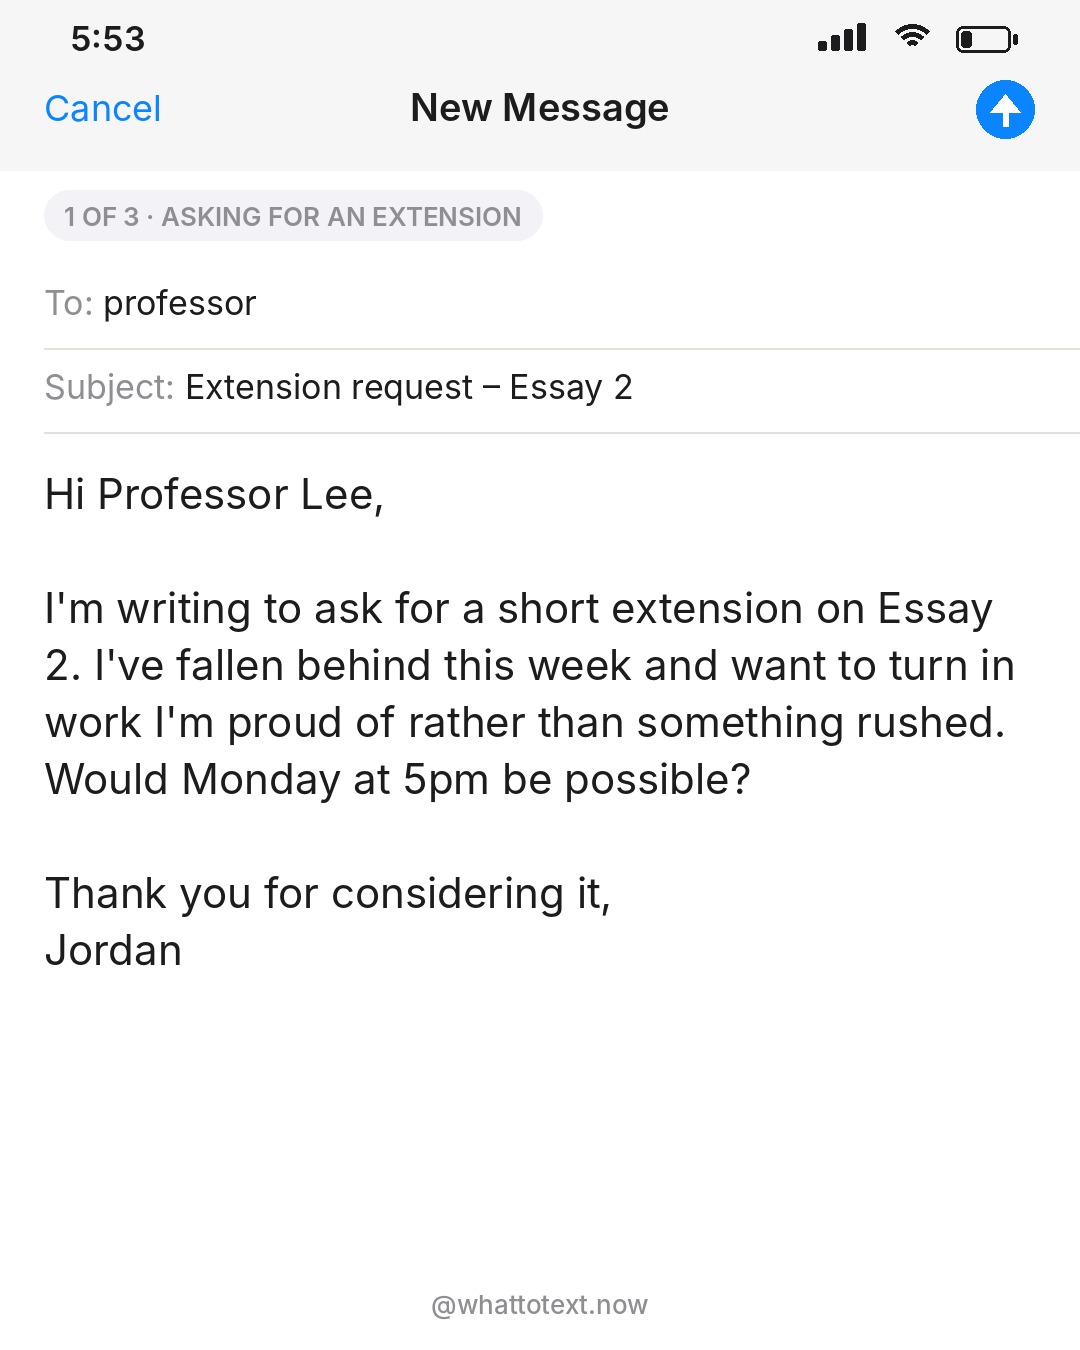 5:53
Cancel
New Message
1 OF 3 · ASKING FOR AN EXTENSION
To: professor
Subject: Extension request – Essay 2
Hi Professor Lee,
I'm writing to ask for a short extension on Essay
2. I've fallen behind this week and want to turn in
work I'm proud of rather than something rushed.
Would Monday at 5pm be possible?
Thank you for considering it,
Jordan
@whattotext.now